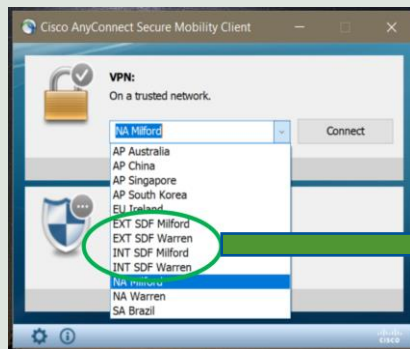 Cisco AnyConnect Secure Mobility Client
VPN:
On a trusted network.
NA Milford
Connect
AP Australia
AP China
AP Singapore
AP South Korea
EU Ireland
EXT SDF Milford
EXT SDF Warren
INT SDF Milford
INT SDF Warren
NA Milford
NA Warren
SA Brazil
CISCO